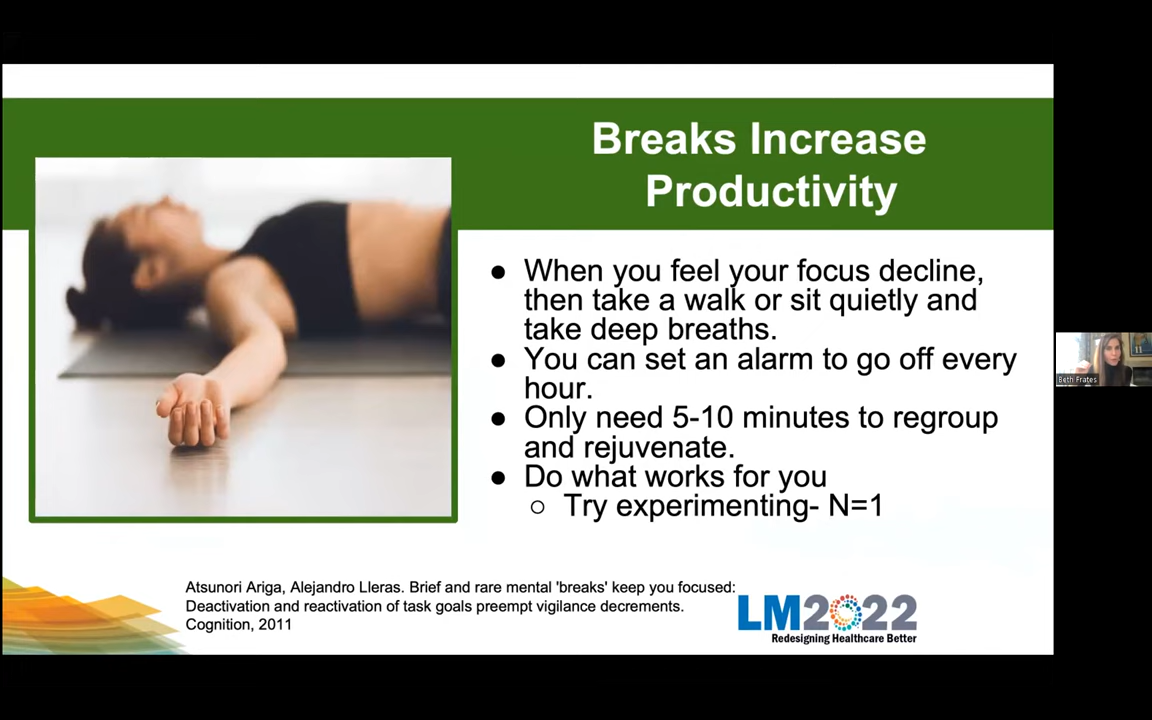 Breaks Increase
Productivity
● When you feel your focus decline,
then take a walk or sit quietly and
take deep breaths.
● You can set an alarm to go off every
hour.
● Only need 5-10 minutes to regroup
and rejuvenate.
● Do what works for you
○ Try experimenting- N=1
Atsunori Ariga, Alejandro Lleras. Brief and rare mental 'breaks' keep you focused:
Deactivation and reactivation of task goals preempt vigilance decrements.
Cognition, 2011
LM2022
Redesigning Healthcare Better
Beth Frates